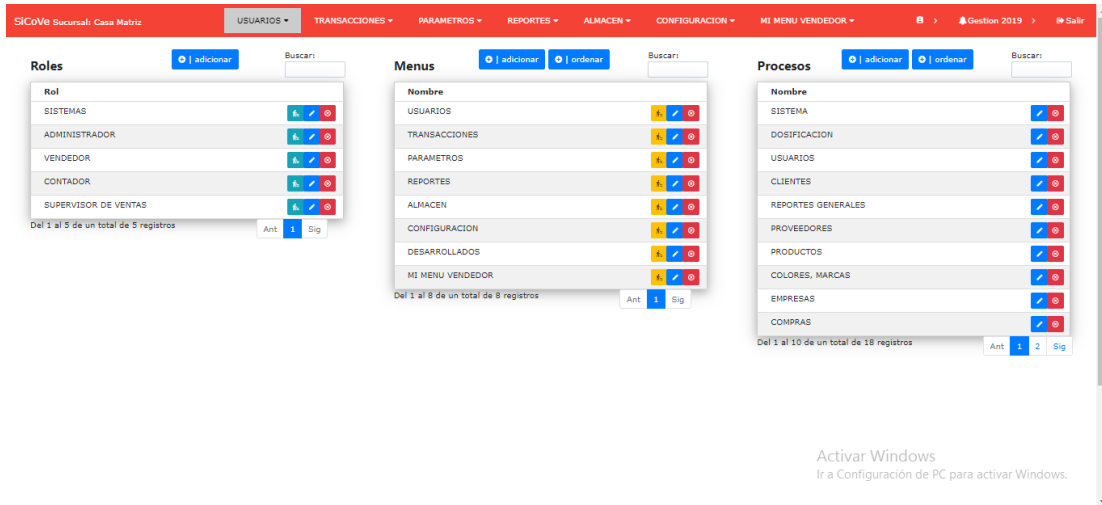 SiCoVe Sucursal: Casa Matriz
USUARIOS
TRANSACCIONES
PARAMETROS
REPORTES
ALMACEN
CONFIGURACION
MI MENU VENDEDOR
Gestion 2019
Salir
Roles
| adicionar
Buscar:
Rol
SISTEMAS
ADMINISTRADOR
VENDEDOR
CONTADOR
SUPERVISOR DE VENTAS
Del 1 al 5 de un total de 5 registros
Ant 1 Sig
Menus
| adicionar
| ordenar
Buscar:
Nombre
USUARIOS
TRANSACCIONES
PARAMETROS
REPORTES
ALMACEN
CONFIGURACION
DESARROLLADOS
MI MENU VENDEDOR
Del 1 al 8 de un total de 8 registros
Ant 1 Sig
Procesos
| adicionar
| ordenar
Buscar:
Nombre
SISTEMA
DOSIFICACION
USUARIOS
CLIENTES
REPORTES GENERALES
PROVEEDORES
PRODUCTOS
COLORES, MARCAS
EMPRESAS
COMPRAS
Del 1 al 10 de un total de 18 registros
Ant 1 2 Sig
Activar Windows
Ir a Configuración de PC para activar Windows.